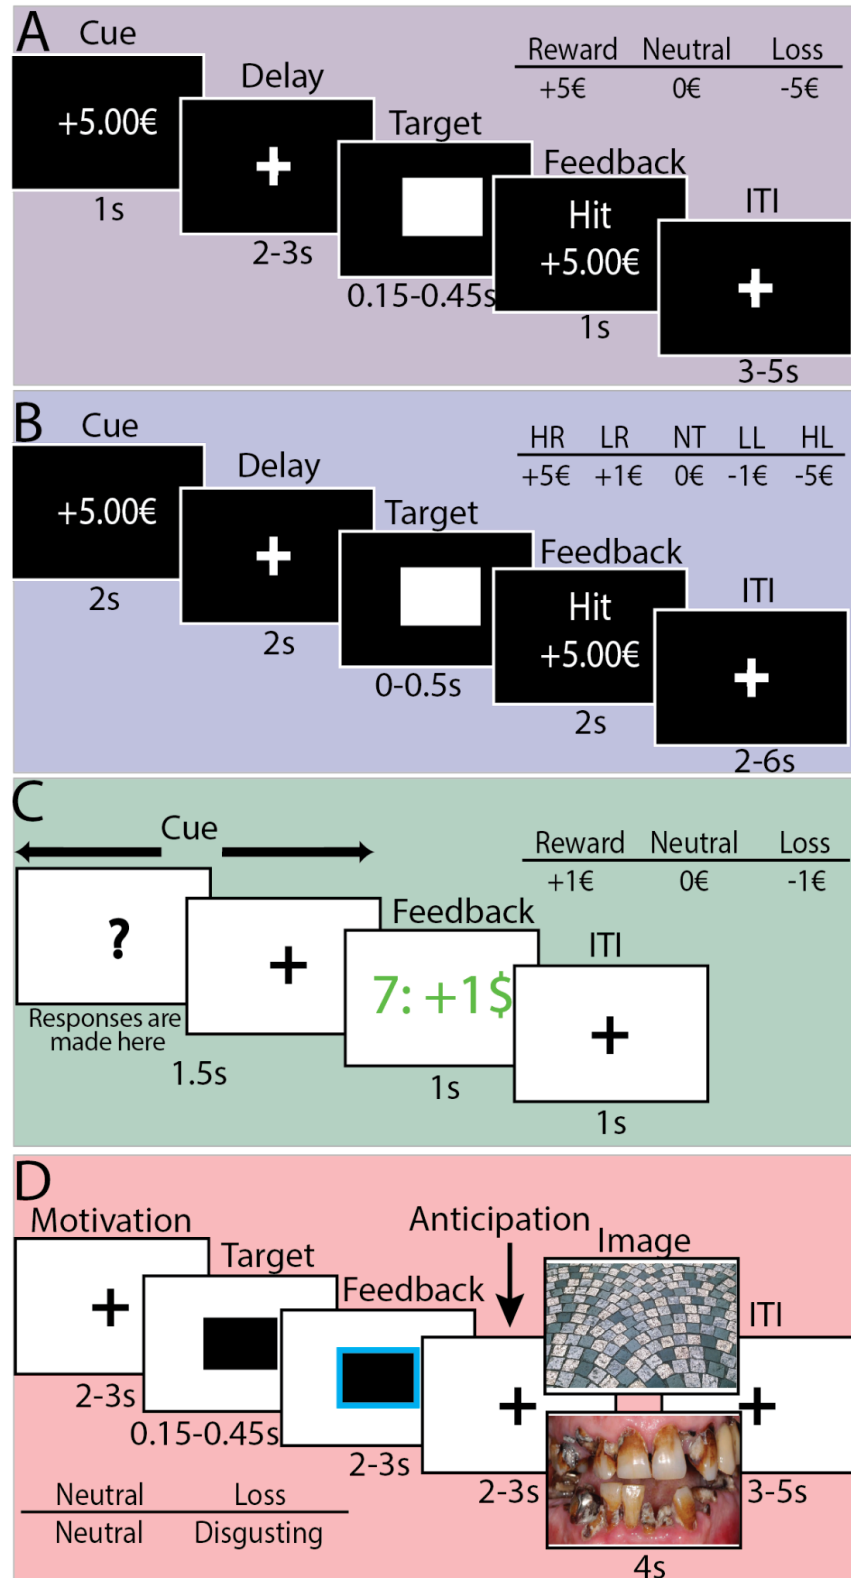 A
Cue
Reward Neutral Loss
+5€ 0€ -5€
+5.00€
1s
Delay
2-3s
Target
0.15-0.45s
Feedback
Hit
+5.00€
1s
ITI
3-5s
B
Cue
HR LR NT LL HL
+5€ +1€ 0€ -1€ -5€
+5.00€
2s
Delay
2s
Target
0-0.5s
Feedback
Hit
+5.00€
2s
ITI
2-6s
C
Cue
Reward Neutral Loss
+1€ 0€ -1€
?
Responses are
made here
1.5s
Feedback
7: +1$
1s
ITI
1s
D
Motivation
2-3s
Target
0.15-0.45s
Feedback
2-3s
Anticipation
2-3s
Image
4s
ITI
3-5s
Neutral Loss
Neutral Disgusting